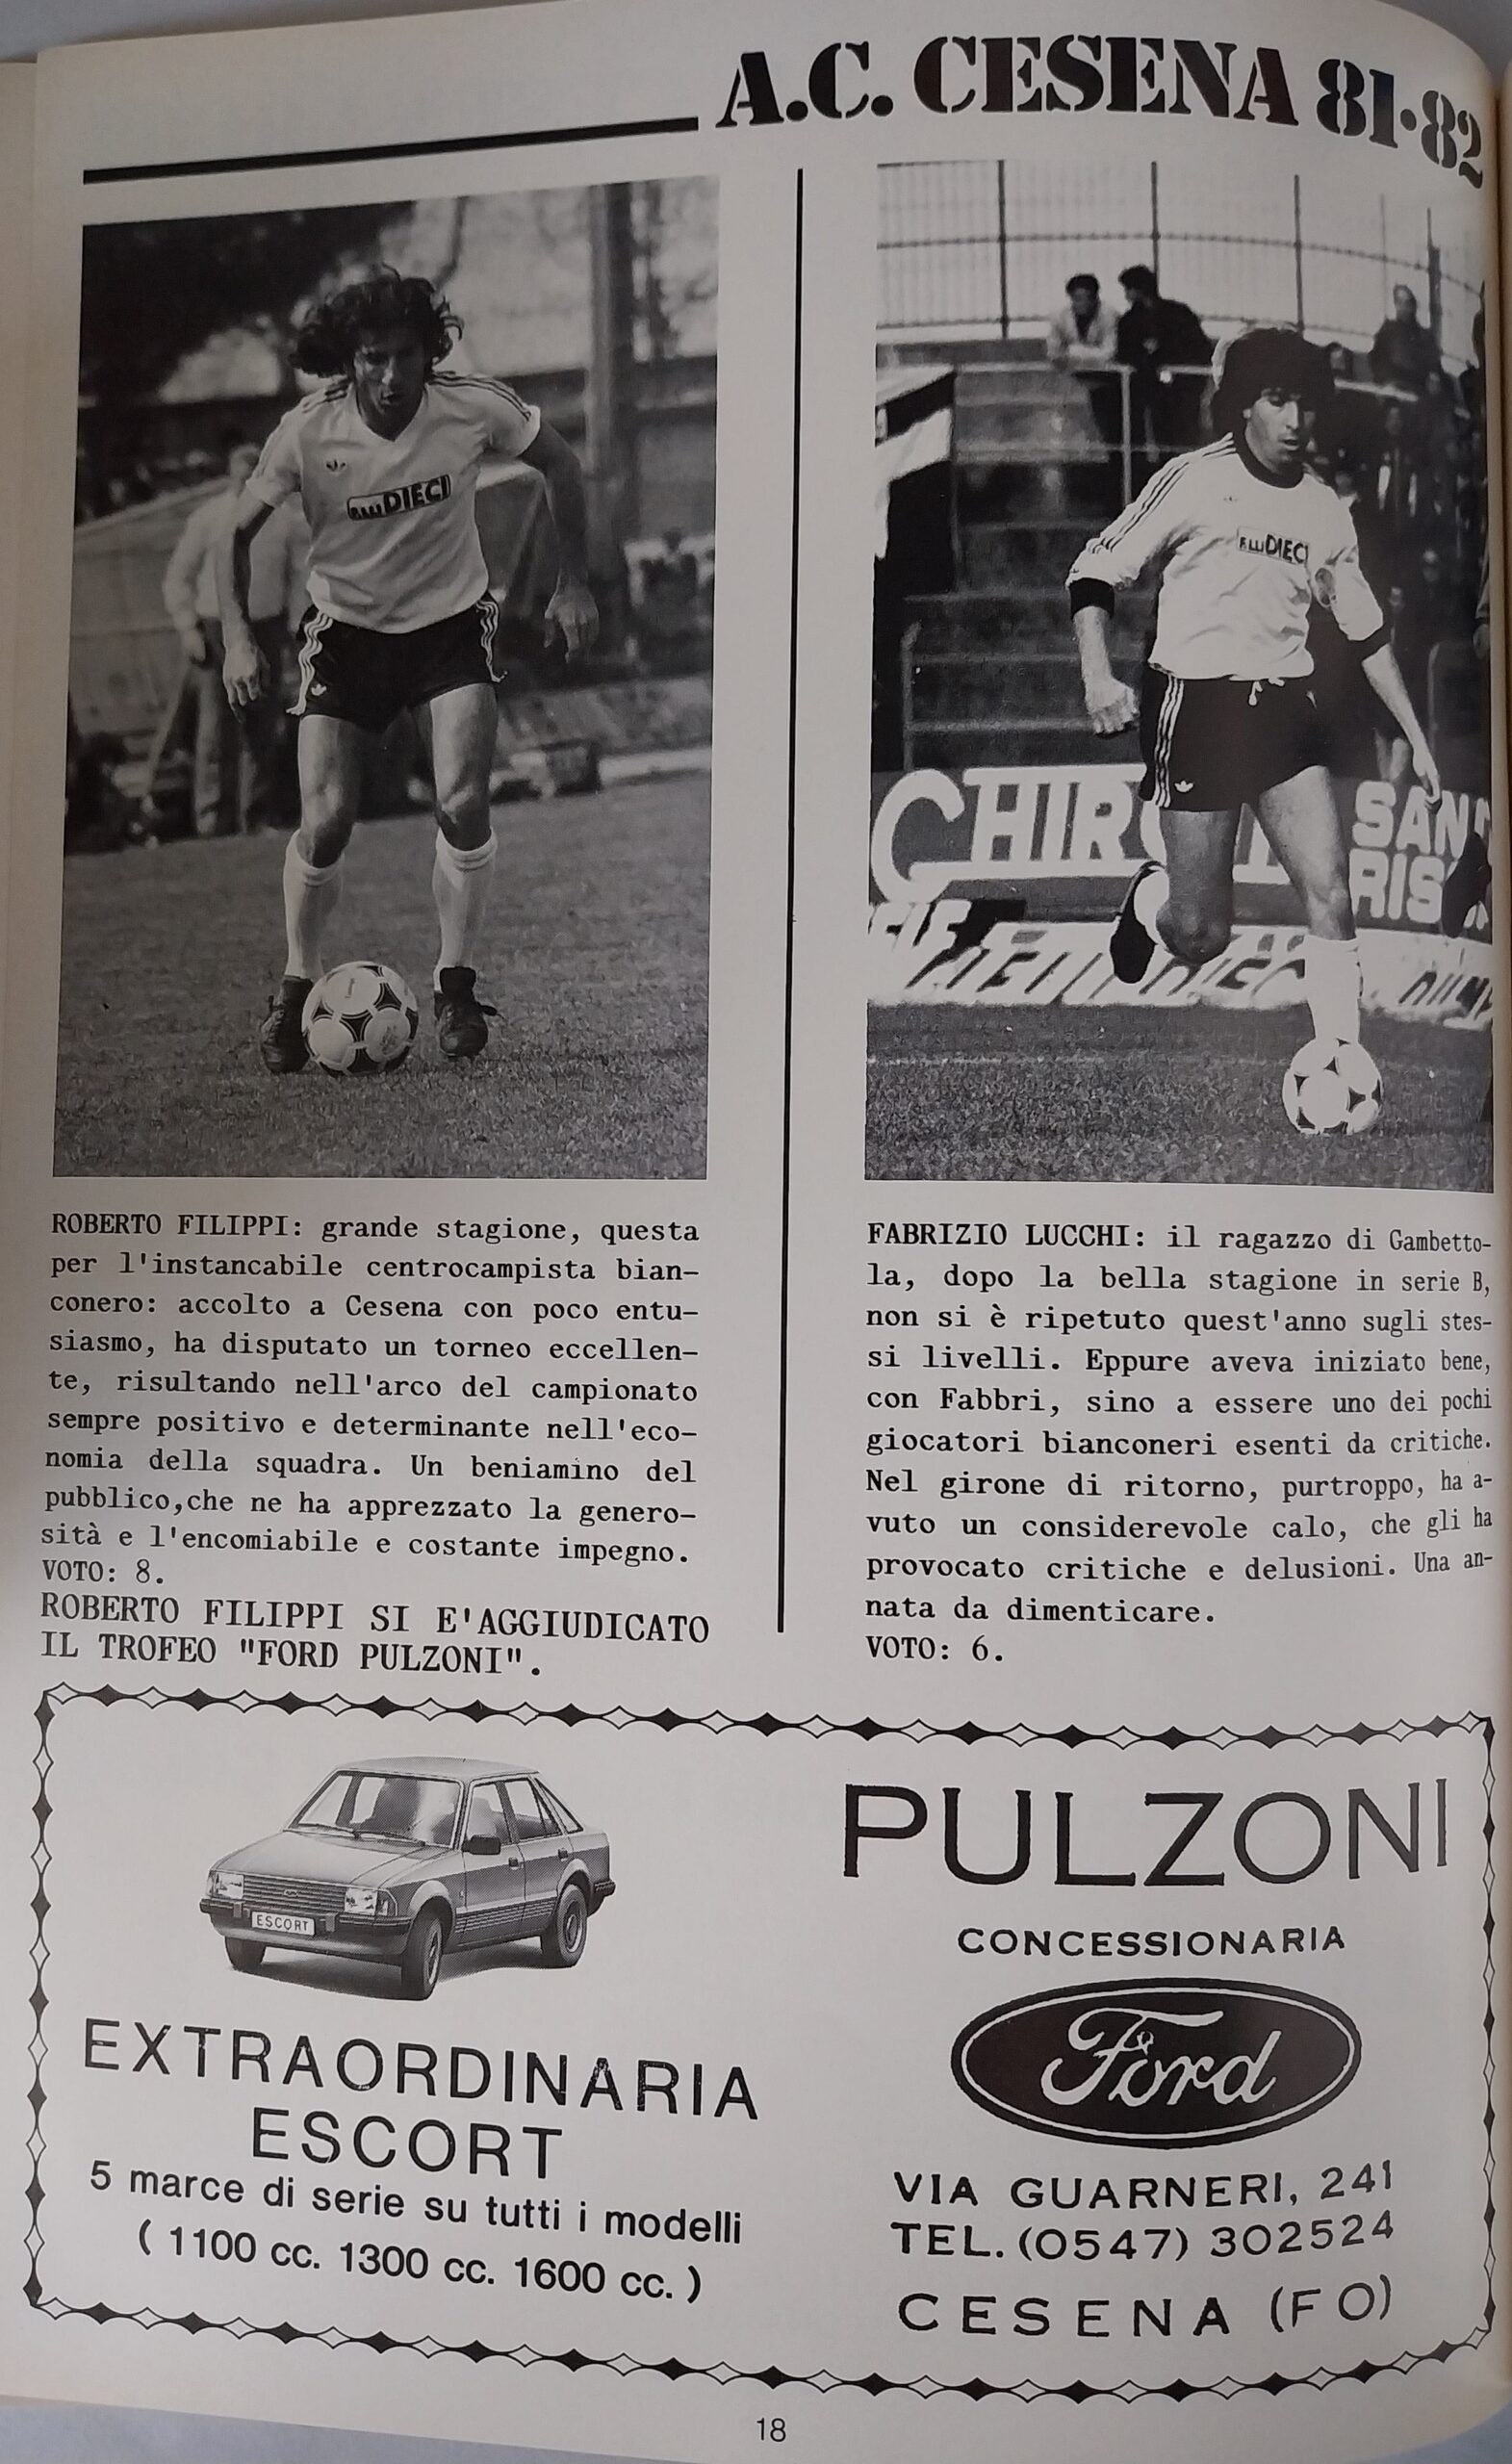 A.C. CESENA 81·82
F.LLI DIECI
F.LLI DIECI
CHIR
SAN
RIS
ROBERTO FILIPPI: grande stagione, questa
per l'instancabile centrocampista bian-
conero: accolto a Cesena con poco entu-
siasmo, ha disputato un torneo eccellen-
te, risultando nell'arco del campionato
sempre positivo e determinante nell'eco-
nomia della squadra. Un beniamino del
pubblico,che ne ha apprezzato la genero-
sità e l'encomiabile e costante impegno.
VOTO: 8.
ROBERTO FILIPPI SI E'AGGIUDICATO
IL TROFEO "FORD PULZONI".
FABRIZIO LUCCHI: il ragazzo di Gambetto-
la, dopo la bella stagione in serie B,
non si è ripetuto quest'anno sugli stes-
si livelli. Eppure aveva iniziato bene,
con Fabbri, sino a essere uno dei pochi
giocatori bianconeri esenti da critiche.
Nel girone di ritorno, purtroppo, ha a-
vuto un considerevole calo, che gli ha
provocato critiche e delusioni. Una an-
nata da dimenticare.
VOTO: 6.
ESCORT
EXTRAORDINARIA
ESCORT
5 marce di serie su tutti i modelli
( 1100 cc. 1300 cc. 1600 cc. )
PULZONI
CONCESSIONARIA
Ford
VIA GUARNERI, 241
TEL. (0547) 302524
CESENA (FO)
18